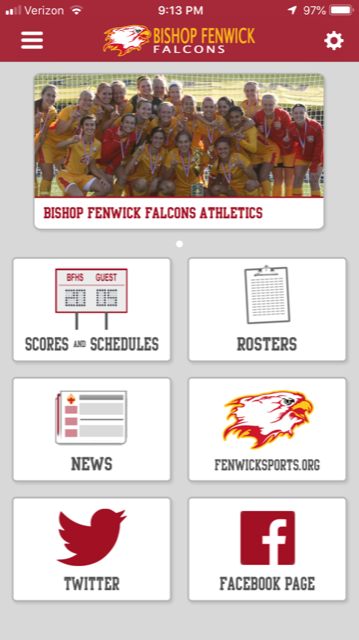 Verizon 9:13 PM 97%
BISHOP FENWICK
FALCONS
BISHOP FENWICK FALCONS ATHLETICS
BFHS GUEST
20 05
SCORES AND SCHEDULES
ROSTERS
NEWS
FENWICKSPORTS.ORG
TWITTER
FACEBOOK PAGE